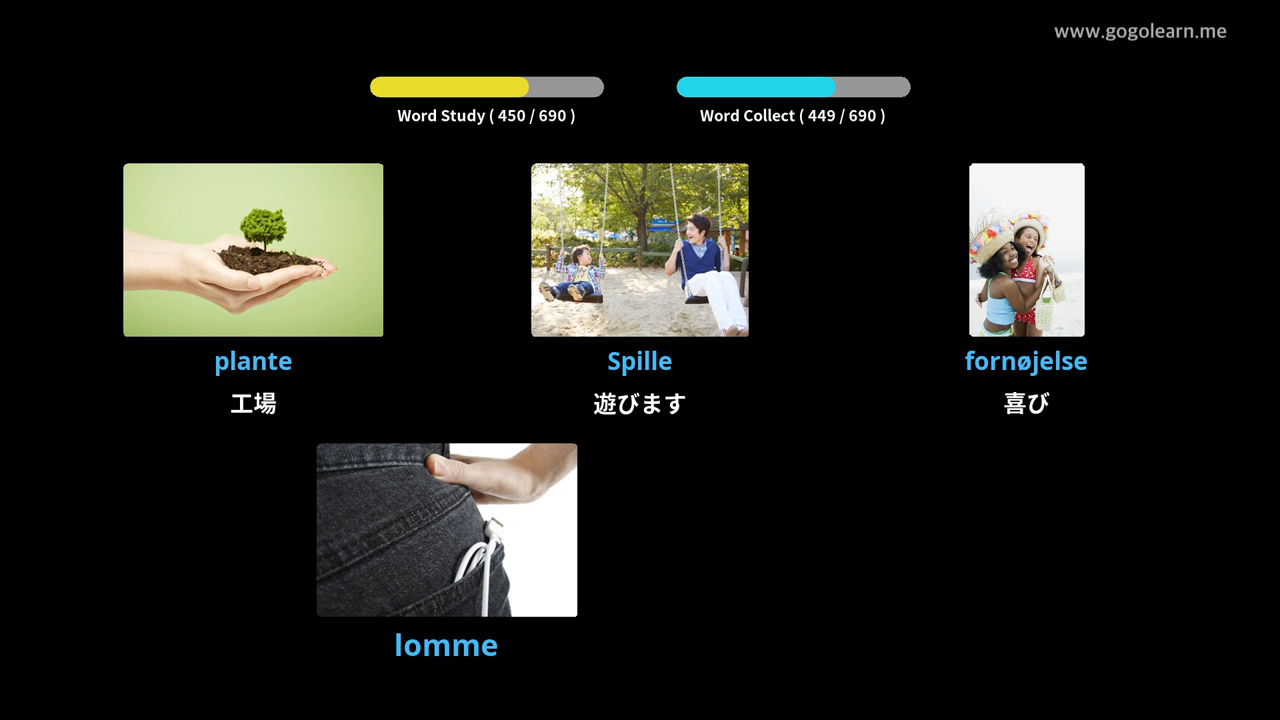 www.gogolearn.me
Word Study ( 450 / 690 )
Word Collect ( 449 / 690 )
plante
Spille
fornøjelse
工場
遊びます
喜び
lomme